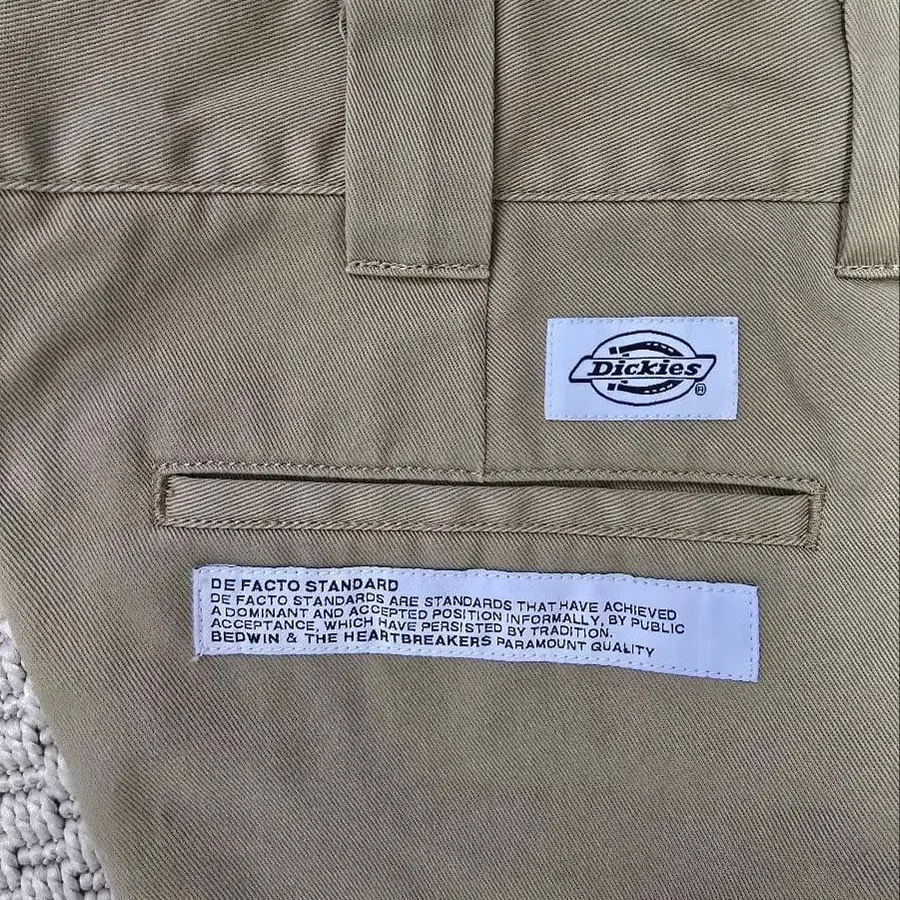 Dickies®
DE FACTO STANDARD
DE FACTO STANDARDS ARE STANDARDS THAT HAVE ACHIEVED
A DOMINANT AND ACCEPTED POSITION INFORMALLY, BY PUBLIC
ACCEPTANCE, WHICH HAVE PERSISTED BY TRADITION.
BEDWIN & THE HEARTBREAKERS PARAMOUNT QUALITY